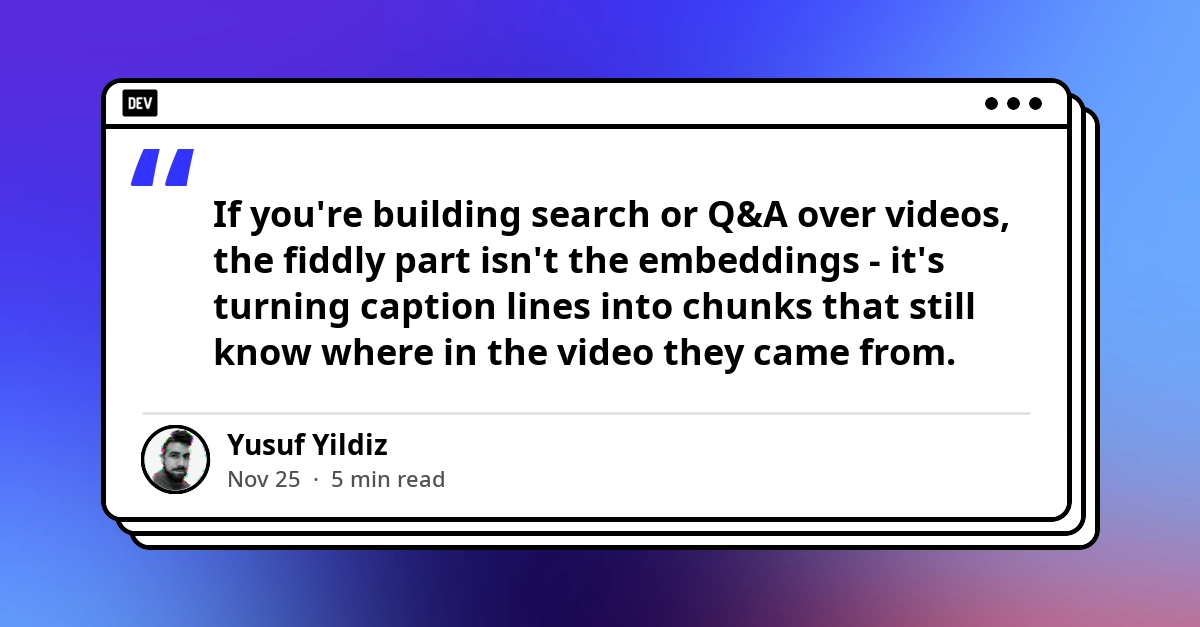 DEV
“
If you're building search or Q&A over videos,
the fiddly part isn't the embeddings - it's
turning caption lines into chunks that still
know where in the video they came from.
Yusuf Yildiz
Nov 25 · 5 min read